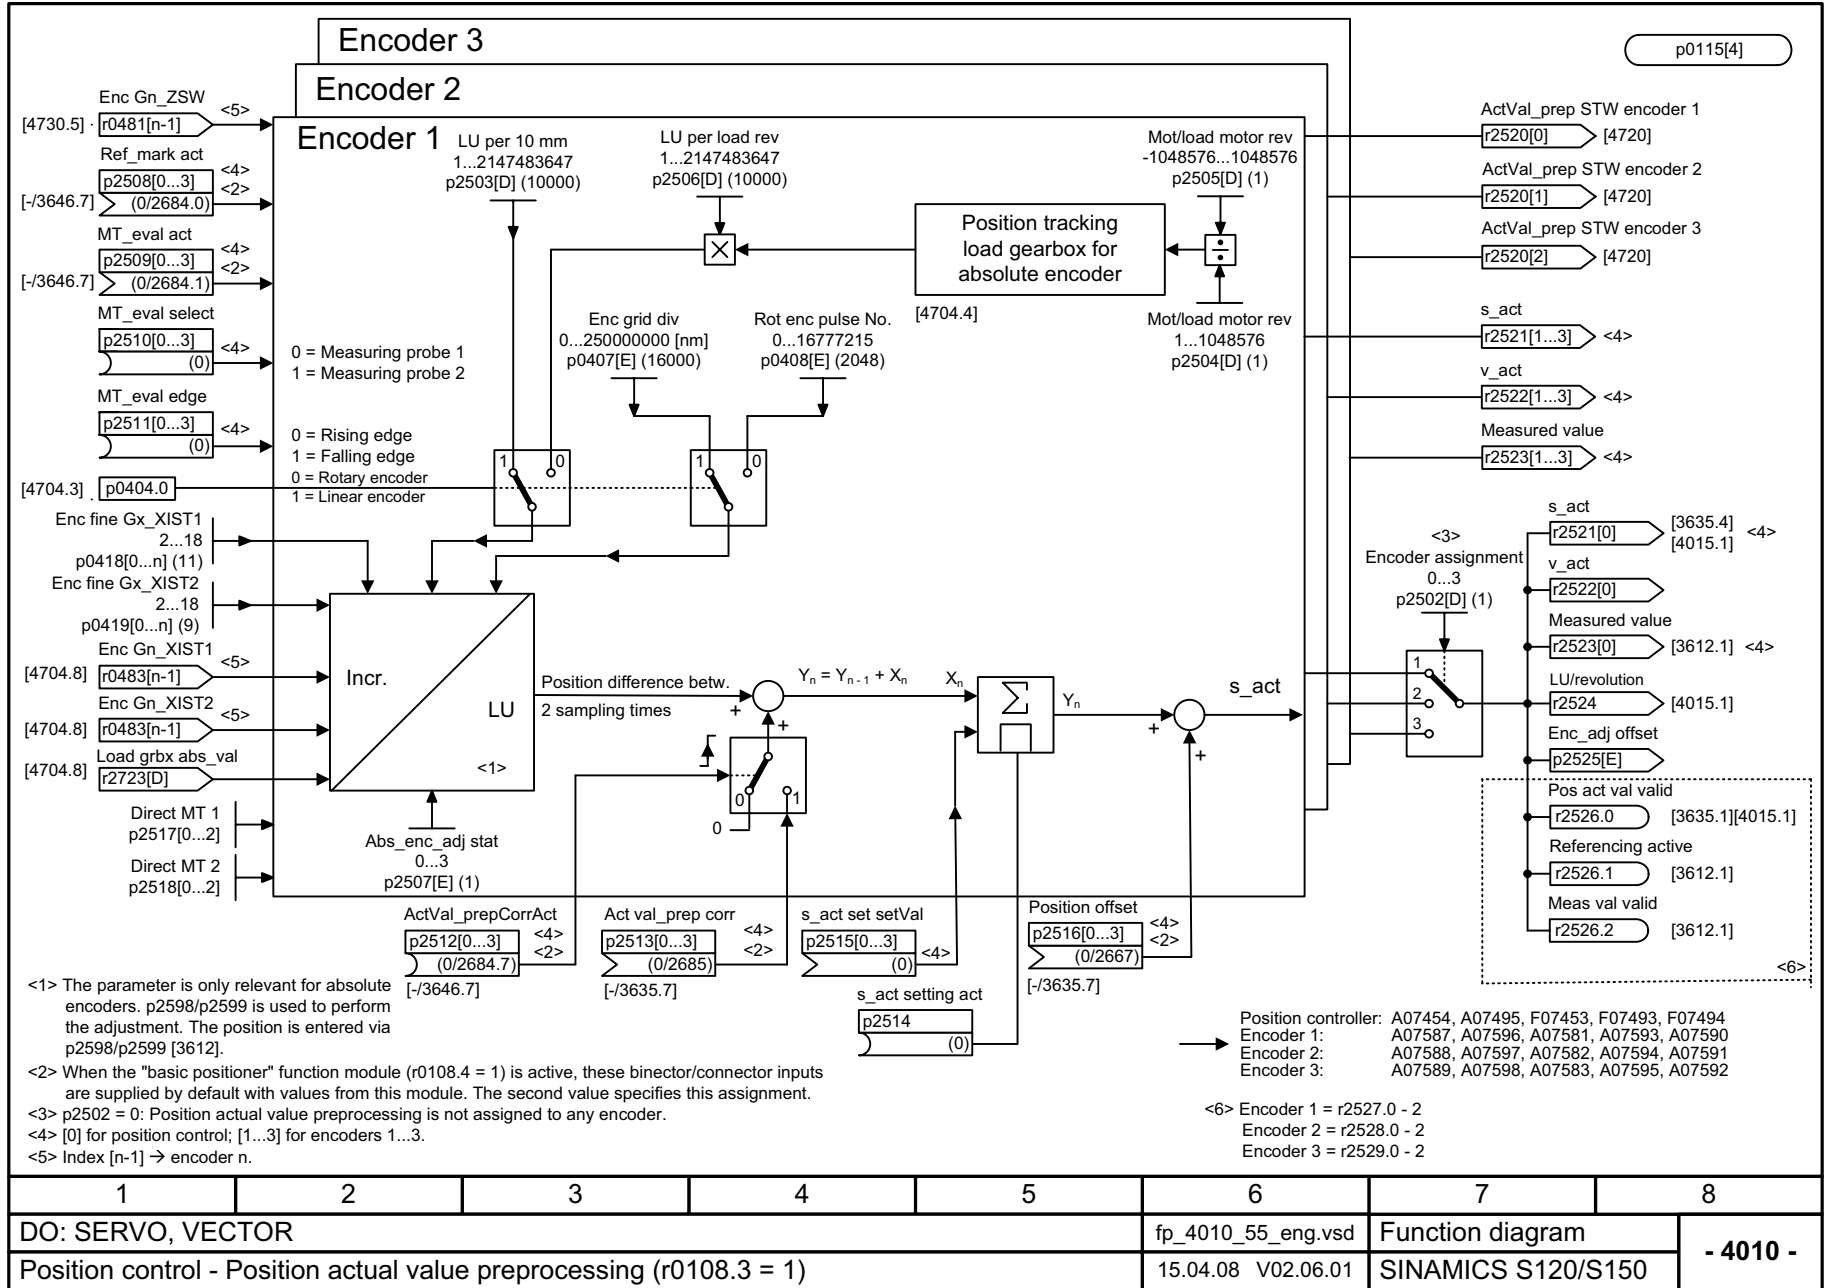 Encoder 3
p0115[4]
Encoder 2
Encoder 1
Enc Gn_ZSW
<5>
[4730.5]
r0481[n-1]
Ref_mark act
<4>
p2508[0...3]
<2>
[-/3646.7]
(0/2684.0)
MT_eval act
<4>
p2509[0...3]
<2>
[-/3646.7]
(0/2684.1)
MT_eval select
p2510[0...3]
<4>
(0)
MT_eval edge
p2511[0...3]
<4>
(0)
[4704.3]
p0404.0
Enc fine Gx_XIST1
2...18
p0418[0...n] (11)
Enc fine Gx_XIST2
2...18
p0419[0...n] (9)
Enc Gn_XIST1
<5>
[4704.8]
r0483[n-1]
Enc Gn_XIST2
<5>
[4704.8]
r0483[n-1]
Load grbx abs_val
[4704.8]
r2723[D]
Direct MT 1
p2517[0...2]
Direct MT 2
p2518[0...2]
LU per 10 mm
1...2147483647
p2503[D] (10000)
LU per load rev
1...2147483647
p2506[D] (10000)
Mot/load motor rev
-1048576...1048576
p2505[D] (1)
×
Position tracking
load gearbox for
absolute encoder
÷
[4704.4]
Mot/load motor rev
1...1048576
p2504[D] (1)
Enc grid div
0...250000000 [nm]
p0407[E] (16000)
Rot enc pulse No.
0...16777215
p0408[E] (2048)
0 = Measuring probe 1
1 = Measuring probe 2
0 = Rising edge
1 = Falling edge
0 = Rotary encoder
1 = Linear encoder
1
0
1
0
Incr.
LU
<1>
Abs_enc_adj stat
0...3
p2507[E] (1)
Position difference betw.
2 sampling times
+
+
Yn = Yn - 1 + Xn
Xn
Σ
Yn
+
+
s_act
0
1
0
ActVal_prep STW encoder 1
r2520[0]
[4720]
ActVal_prep STW encoder 2
r2520[1]
[4720]
ActVal_prep STW encoder 3
r2520[2]
[4720]
s_act
r2521[1...3]
<4>
v_act
r2522[1...3]
<4>
Measured value
r2523[1...3]
<4>
<3>
Encoder assignment
0...3
p2502[D] (1)
1
2
3
s_act
r2521[0]
[3635.4]
[4015.1]
<4>
v_act
r2522[0]
Measured value
r2523[0]
[3612.1] <4>
LU/revolution
r2524
[4015.1]
Enc_adj offset
p2525[E]
Pos act val valid
r2526.0
[3635.1][4015.1]
Referencing active
r2526.1
[3612.1]
Meas val valid
r2526.2
[3612.1]
<6>
ActVal_prepCorrAct
p2512[0...3]
<4>
<2>
(0/2684.7)
[-/3646.7]
Act val_prep corr
p2513[0...3]
<4>
<2>
(0/2685)
[-/3635.7]
s_act set setVal
p2515[0...3]
<4>
(0)
s_act setting act
p2514
(0)
Position offset
p2516[0...3]
<4>
<2>
(0/2667)
[-/3635.7]
<1> The parameter is only relevant for absolute
encoders. p2598/p2599 is used to perform
the adjustment. The position is entered via
p2598/p2599 [3612].
<2> When the "basic positioner" function module (r0108.4 = 1) is active, these binector/connector inputs
are supplied by default with values from this module. The second value specifies this assignment.
<3> p2502 = 0: Position actual value preprocessing is not assigned to any encoder.
<4> [0] for position control; [1...3] for encoders 1...3.
<5> Index [n-1] → encoder n.
Position controller: A07454, A07495, F07453, F07493, F07494
Encoder 1: A07587, A07596, A07581, A07593, A07590
Encoder 2: A07588, A07597, A07582, A07594, A07591
Encoder 3: A07589, A07598, A07583, A07595, A07592
<6> Encoder 1 = r2527.0 - 2
Encoder 2 = r2528.0 - 2
Encoder 3 = r2529.0 - 2
1 2 3 4 5 6 7 8
DO: SERVO, VECTOR
fp_4010_55_eng.vsd
Function diagram
- 4010 -
Position control - Position actual value preprocessing (r0108.3 = 1)
15.04.08 V02.06.01
SINAMICS S120/S150